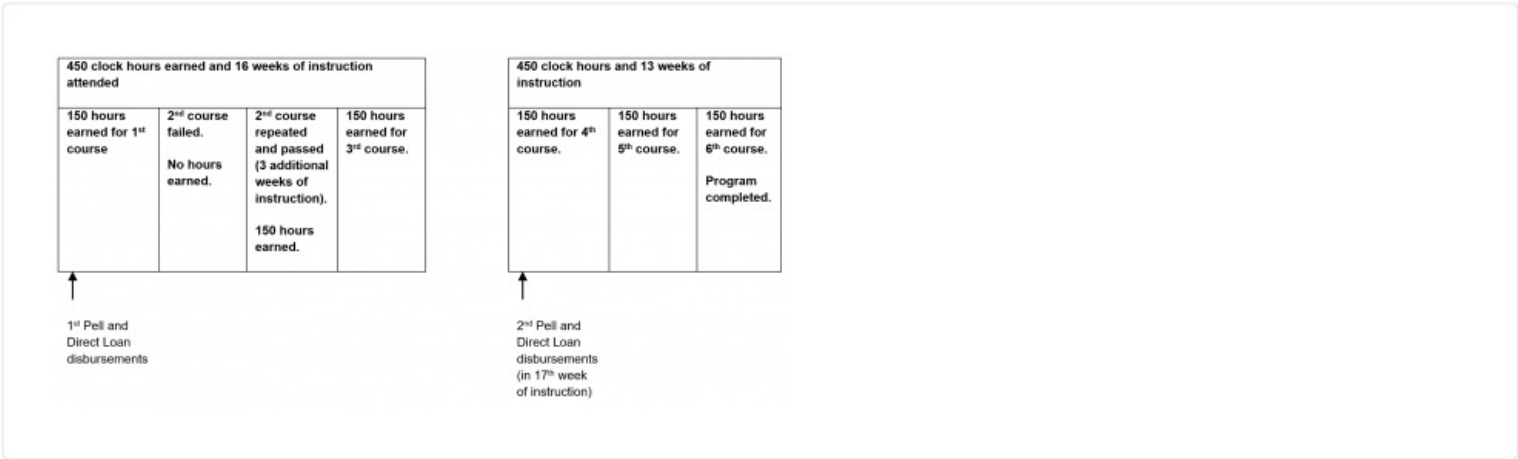 450 clock hours earned and 16 weeks of instruction
attended
150 hours
earned for 1st
course
2nd course
failed.
No hours
earned.
2nd course
repeated
and passed
(3 additional
weeks of
instruction).
150 hours
earned.
150 hours
earned for
3rd course.
1st Pell and
Direct Loan
disbursements
450 clock hours and 13 weeks of
instruction
150 hours
earned for 4th
course.
150 hours
earned for
5th course.
150 hours
earned for
6th course.
Program
completed.
2nd Pell and
Direct Loan
disbursements
(in 17th week
of instruction)